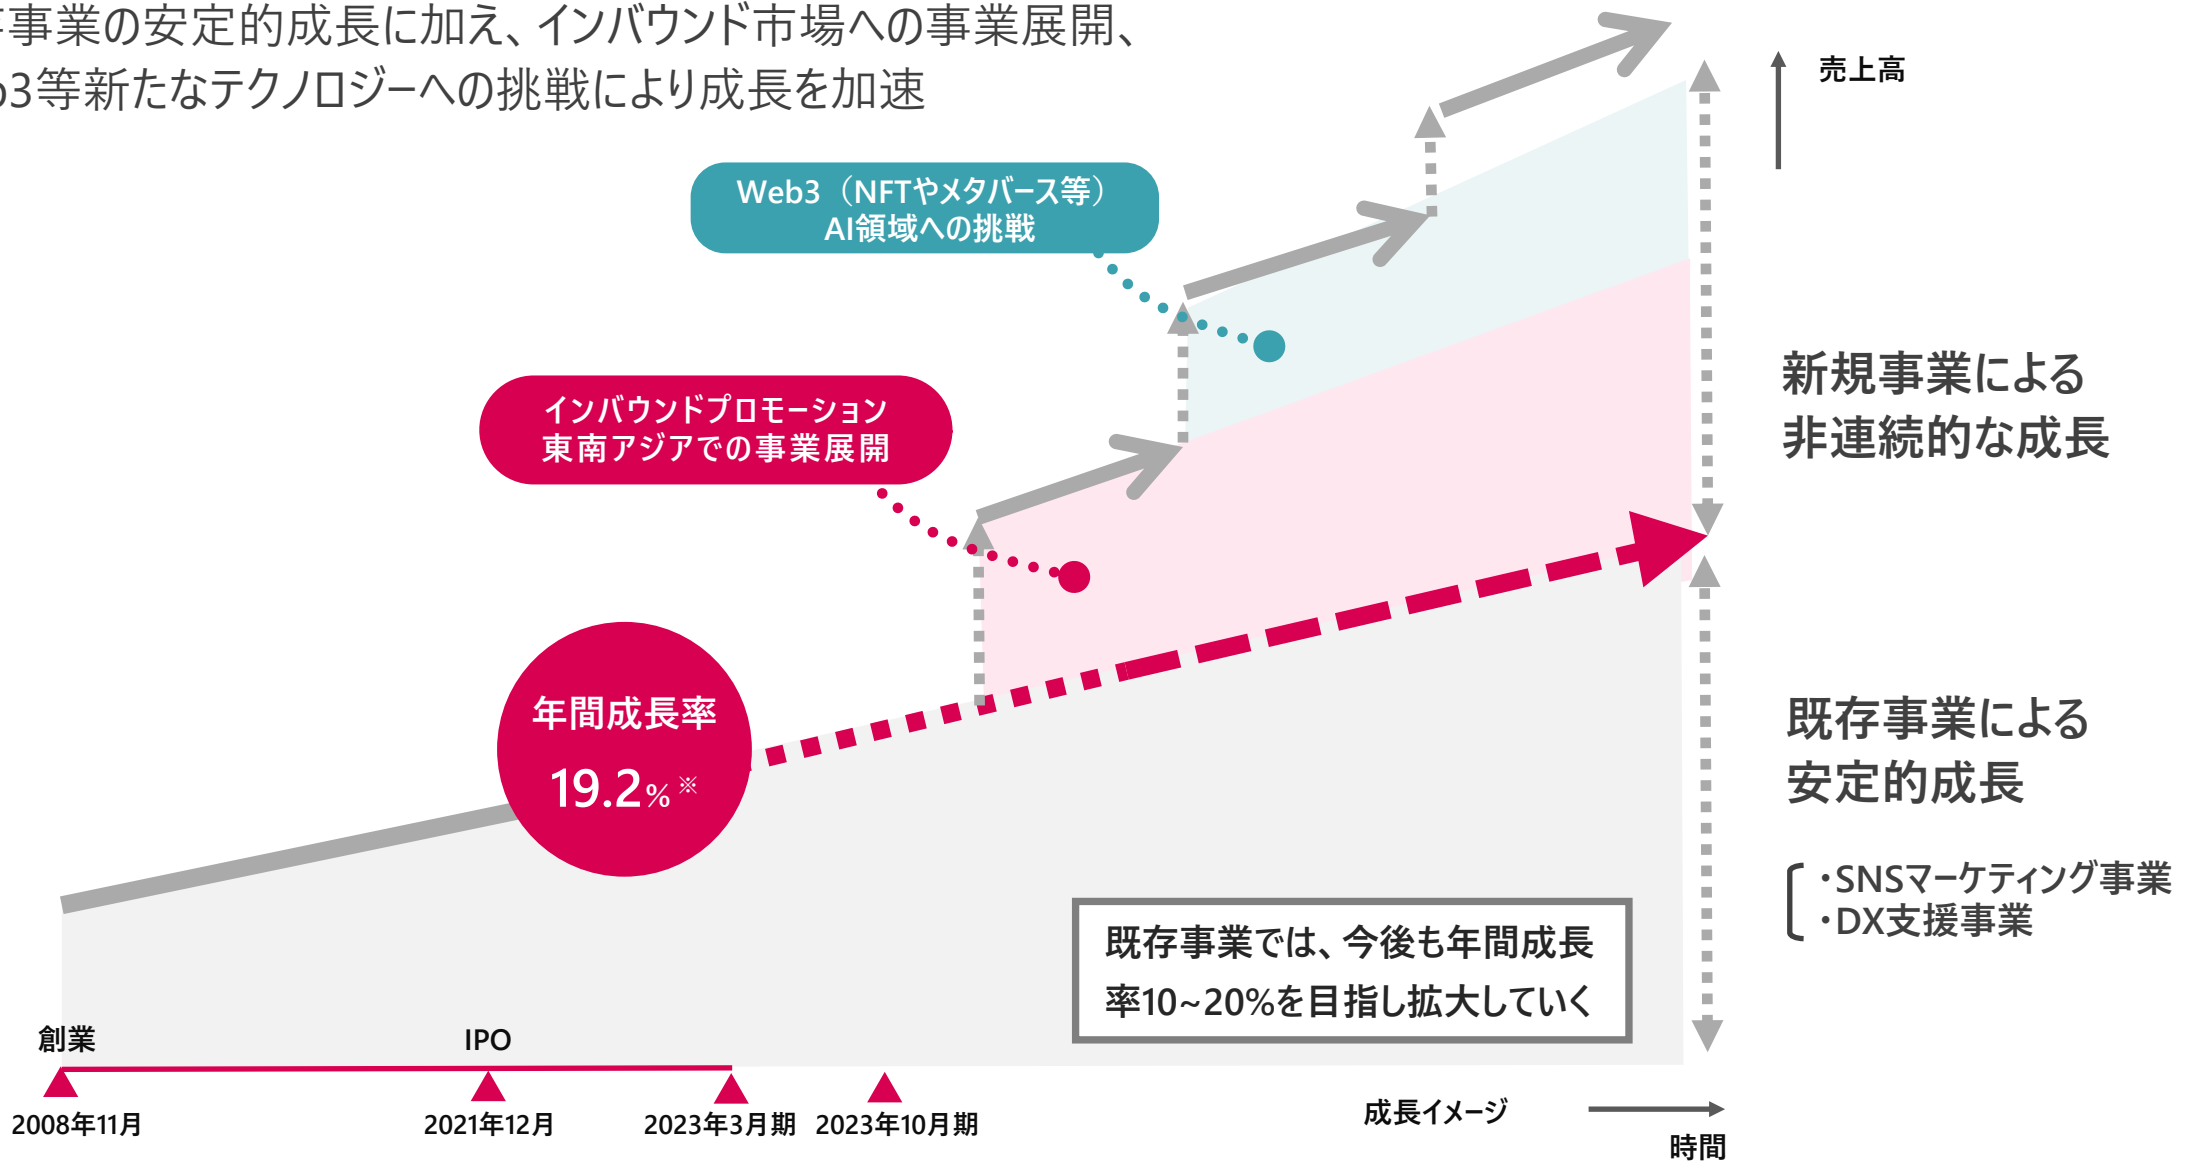 事業の安定的成長に加え、インバウンド市場への事業展開、
3等新たなテクノロジーへの挑戦により成長を加速
売上高
Web3（NFTやメタバース等）
AI領域への挑戦
インバウンドプロモーション
東南アジアでの事業展開
新規事業による
非連続的な成長
年間成長率
19.2%※
既存事業による
安定的成長
・SNSマーケティング事業
・DX支援事業
既存事業では、今後も年間成長
率10~20%を目指し拡大していく
創業
IPO
2008年11月
2021年12月
2023年3月期
2023年10月期
成長イメージ
時間